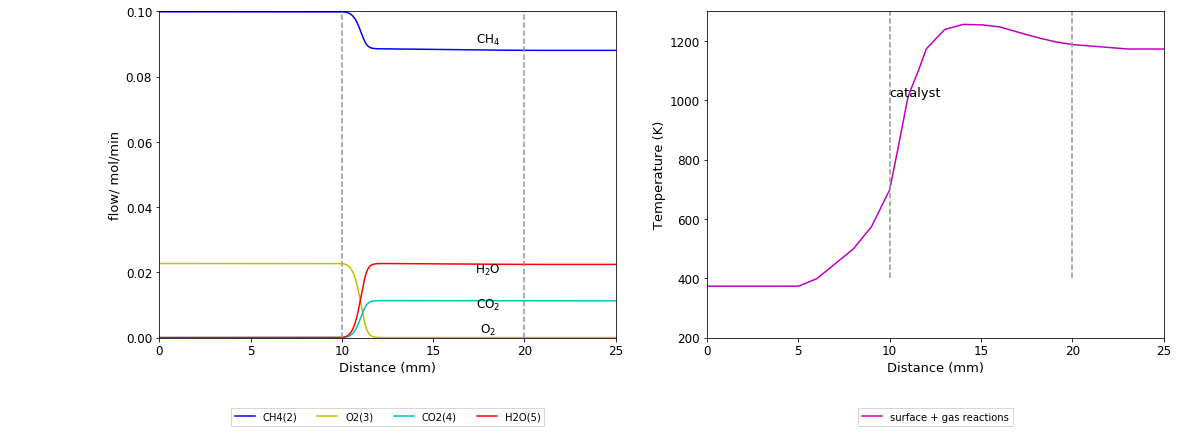 0.10
0.08
0.06
0.04
0.02
0.00
flow/ mol/min
CH₄
H₂O
CO₂
O₂
0 5 10 15 20 25
Distance (mm)
CH4(2) O2(3) CO2(4) H2O(5)
1200
1000
800
600
400
200
Temperature (K)
catalyst
0 5 10 15 20 25
Distance (mm)
surface + gas reactions